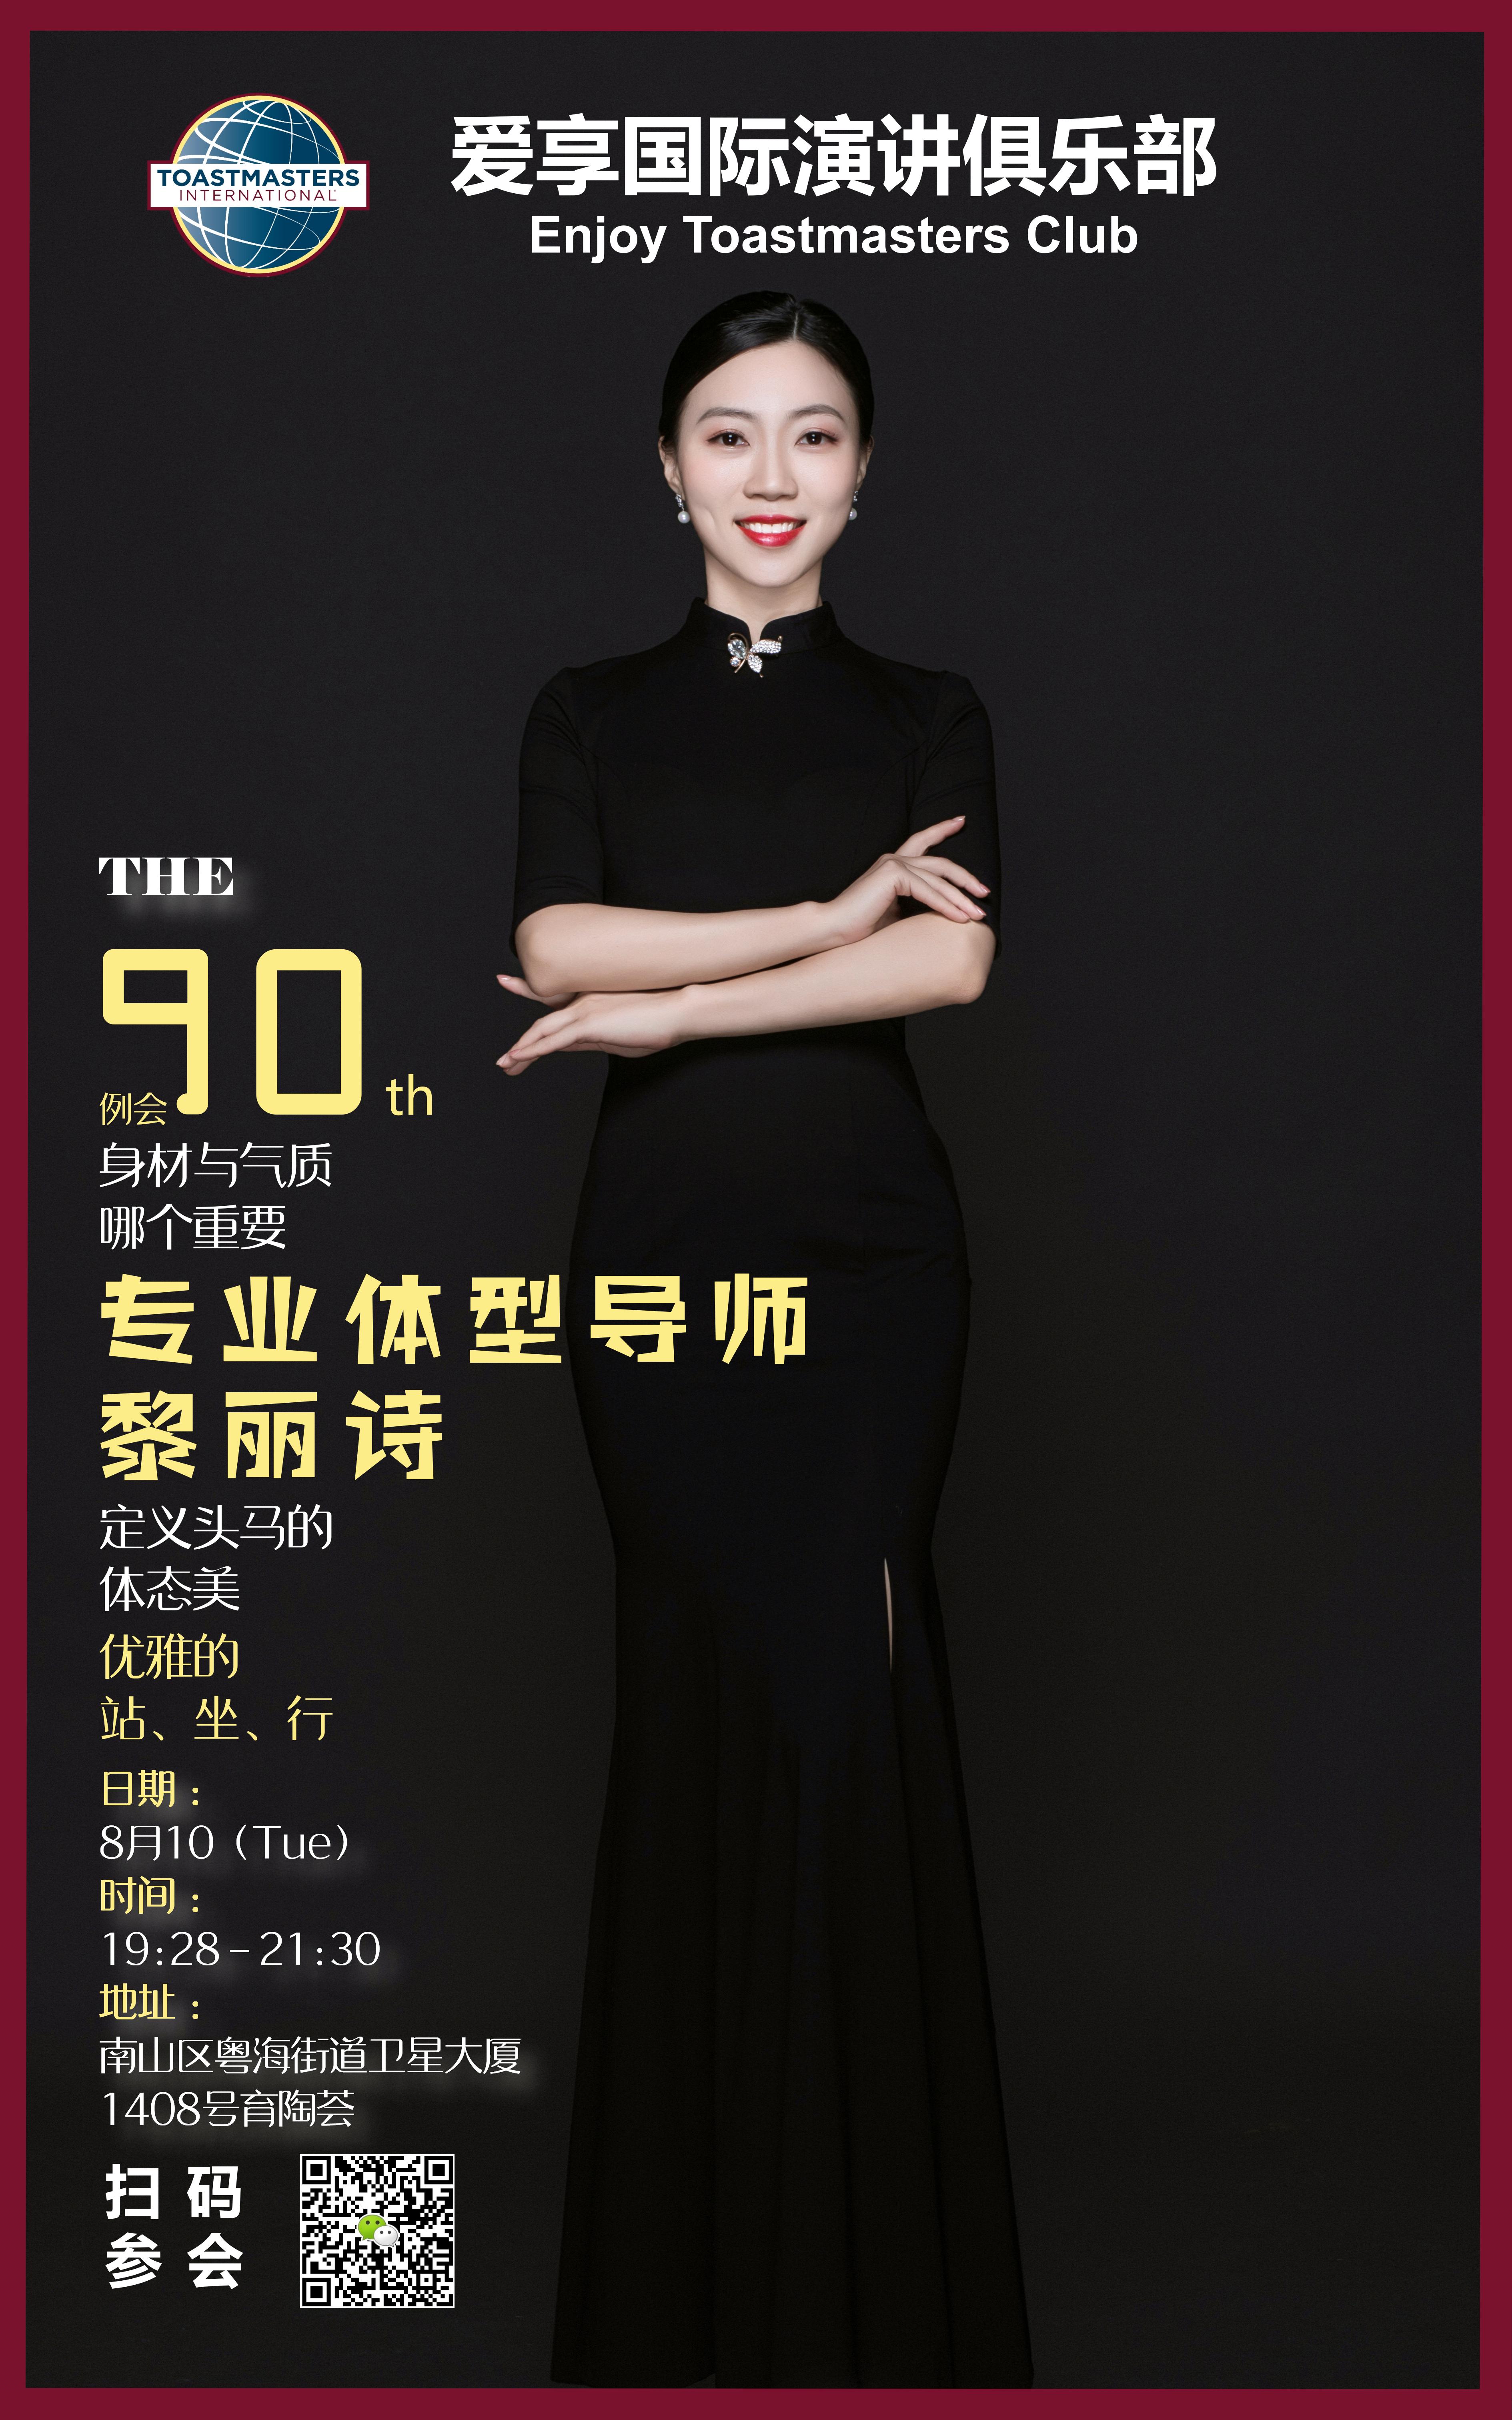 TOASTMASTERS
INTERNATIONAL
爱享国际演讲俱乐部
Enjoy Toastmasters Club
THE
90th
例会
身材与气质
哪个重要
专业体型导师
黎丽诗
定义头马的
体态美
优雅的
站、坐、行
日期：
8月10（Tue）
时间：
19:28-21:30
地址：
南山区粤海街道卫星大厦
1408号育陶荟
扫码
参会